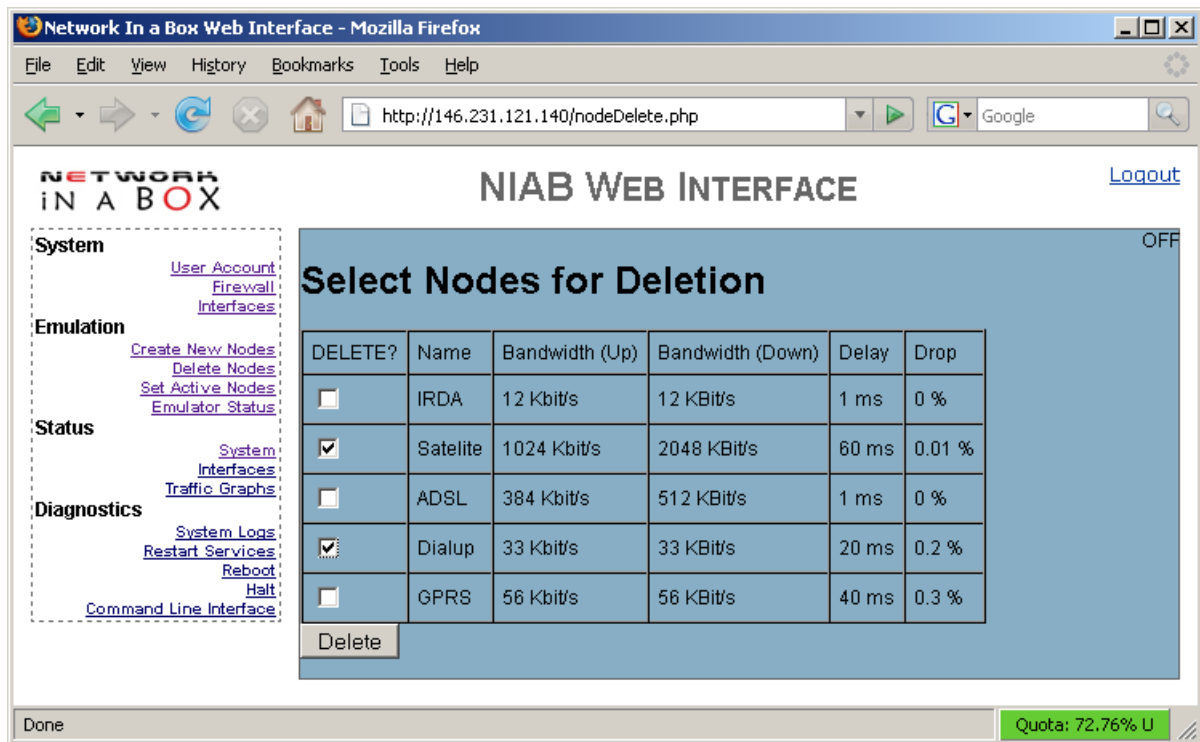 Network In a Box Web Interface - Mozilla Firefox
File Edit View History Bookmarks Tools Help
http://146.231.121.140/nodeDelete.php
G Google
NETWORK
iN A BOX
NIAB WEB INTERFACE
Logout
System
User Account
Firewall
Interfaces
Emulation
Create New Nodes
Delete Nodes
Set Active Nodes
Emulator Status
Status
System
Interfaces
Traffic Graphs
Diagnostics
System Logs
Restart Services
Reboot
Halt
Command Line Interface
OFF
Select Nodes for Deletion
DELETE? Name Bandwidth (Up) Bandwidth (Down) Delay Drop
IRDA 12 Kbit/s 12 KBit/s 1 ms 0 %
Satelite 1024 Kbit/s 2048 KBit/s 60 ms 0.01 %
ADSL 384 Kbit/s 512 KBit/s 1 ms 0 %
Dialup 33 Kbit/s 33 KBit/s 20 ms 0.2 %
GPRS 56 Kbit/s 56 KBit/s 40 ms 0.3 %
Delete
Done
Quota: 72.76% U